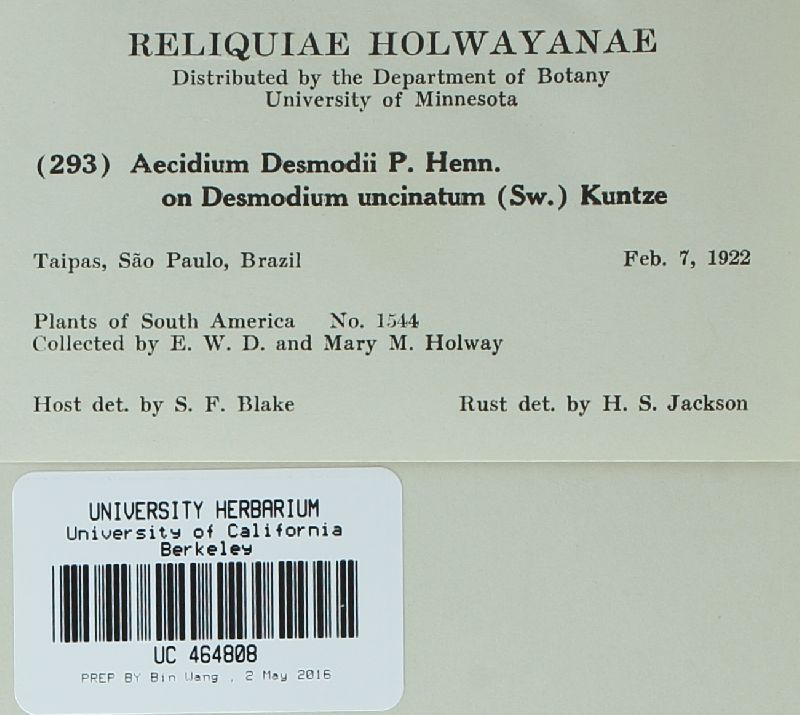 RELIQUIAE HOLWAYANAE
Distributed by the Department of Botany
University of Minnesota
(293) Aecidium Desmodii P. Henn.
on Desmodium uncinatum (Sw.) Kuntze
Taipas, São Paulo, Brazil Feb. 7, 1922
Plants of South America No. 1544
Collected by E. W. D. and Mary M. Holway
Host det. by S. F. Blake Rust det. by H. S. Jackson
UNIVERSITY HERBARIUM
University of California
Berkeley
UC 464808
PREP BY Bin Wang , 2 May 2016